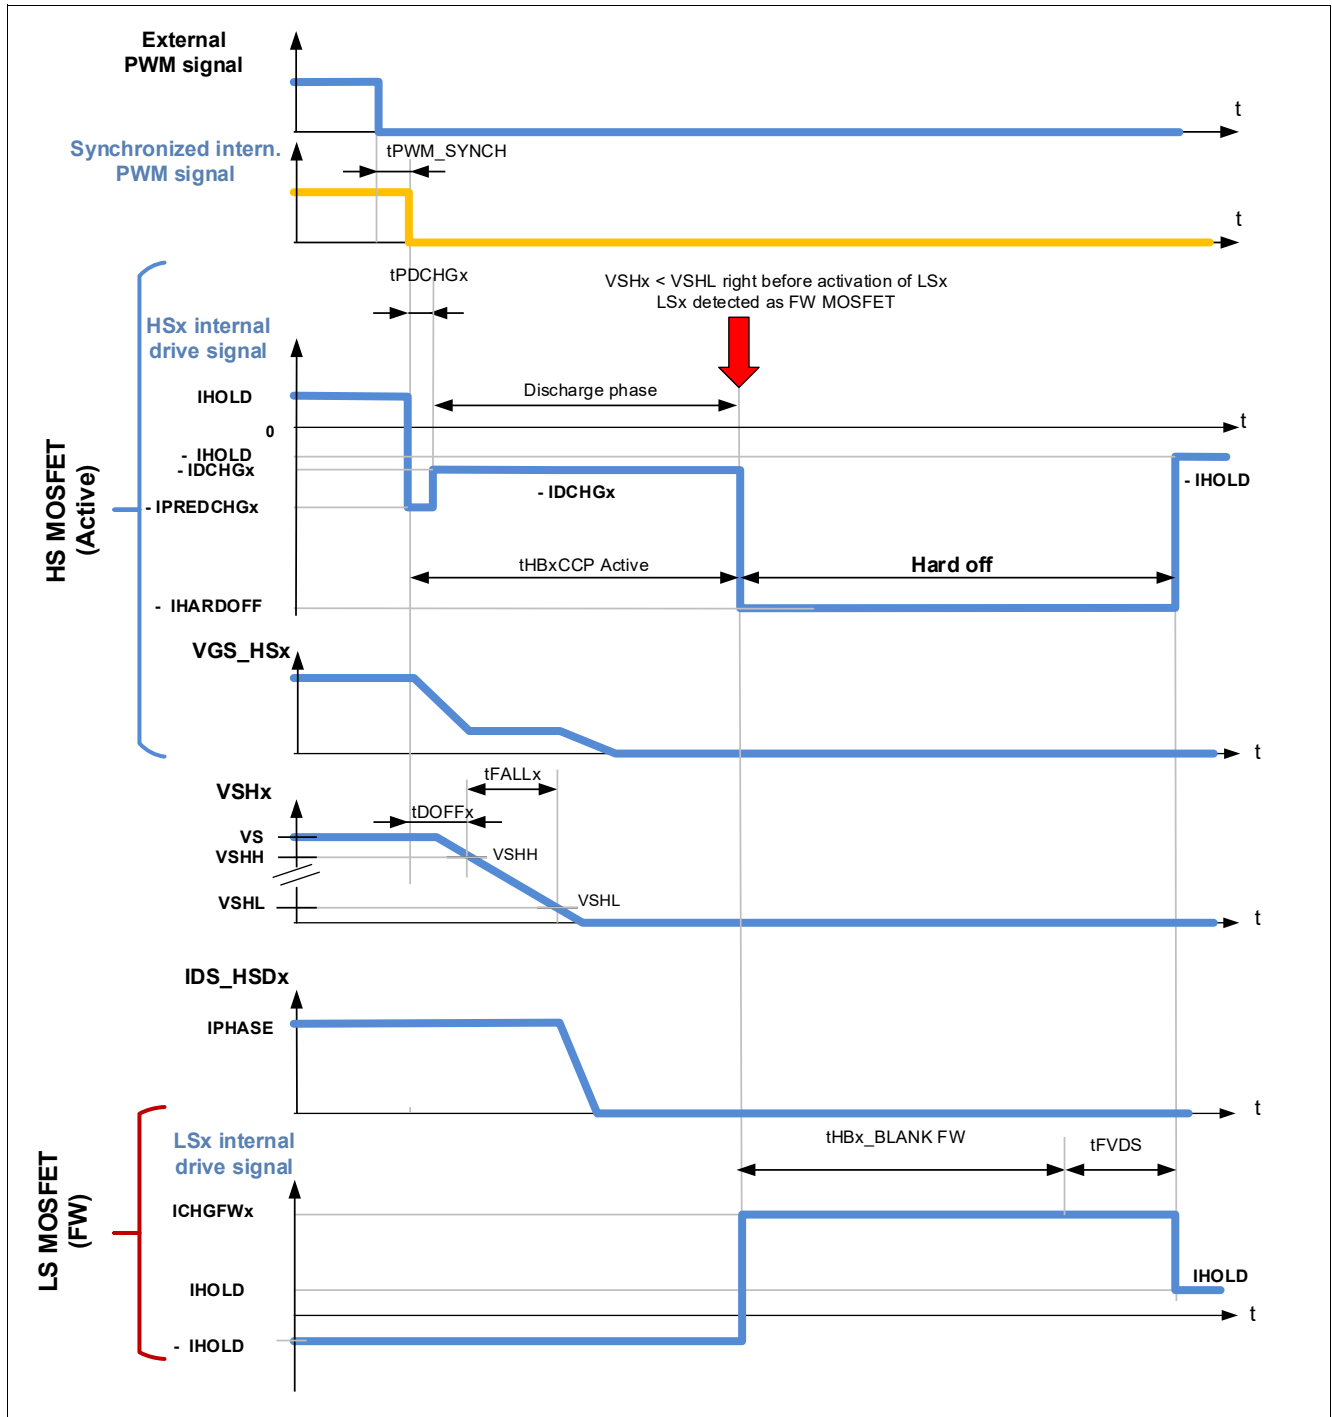 External
PWM signal
t
Synchronized intern.
PWM signal
tPWM_SYNCH
t
tPDCHGx
VSHx < VSHL right before activation of LSx
LSx detected as FW MOSFET
HSx internal
drive signal
IHOLD
Discharge phase
t
0
- IHOLD
- IDCHGx
- IDCHGx
- IHOLD
- IPREDCHGx
HS MOSFET
(Active)
tHBxCCP Active
Hard off
- IHARDOFF
VGS_HSx
t
tFALLx
VSHx
tDOFFx
VS
VSHH
VSHH
VSHL
VSHL
t
IDS_HSDx
IPHASE
t
LSx internal
drive signal
tHBx_BLANK FW
tFVDS
ICHGFWx
LS MOSFET
(FW)
IHOLD
IHOLD
t
- IHOLD